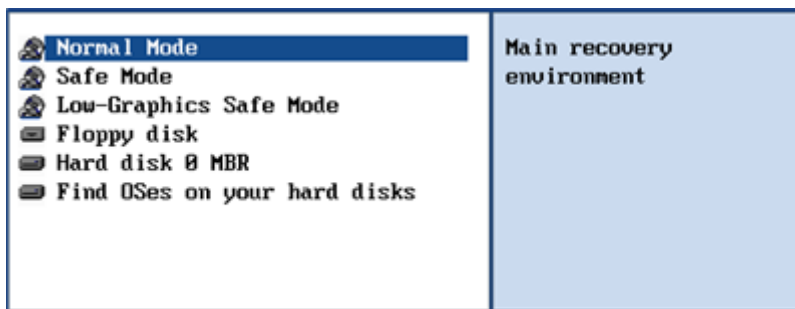 Normal Mode
Safe Mode
Low-Graphics Safe Mode
Floppy disk
Hard disk 0 MBR
Find OSes on your hard disks
Main recovery
environment